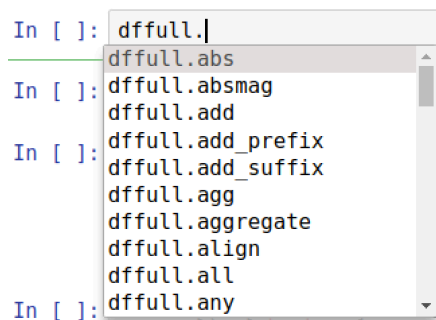 In [ ]: dffull.
dffull.abs
In [ ]: dffull.absmag
dffull.add
In [ ]: dffull.add_prefix
dffull.add_suffix
dffull.agg
dffull.aggregate
dffull.align
dffull.all
In [ ]: dffull.any